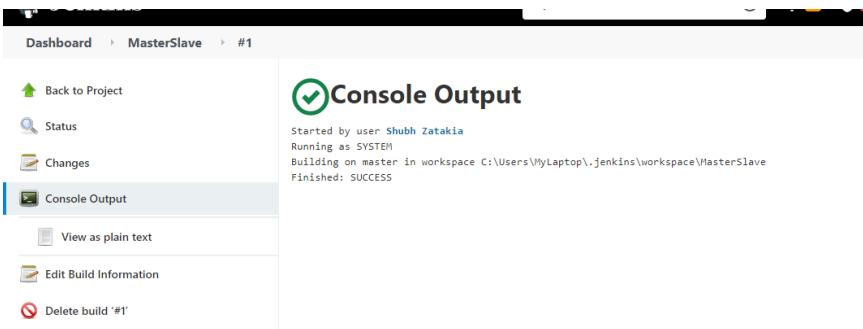 Dashboard MasterSlave #1
Back to Project
Status
Changes
Console Output
View as plain text
Edit Build Information
Delete build '#1'
Console Output
Started by user Shubh Zatakia
Running as SYSTEM
Building on master in workspace C:\Users\MyLaptop\.jenkins\workspace\MasterSlave
Finished: SUCCESS